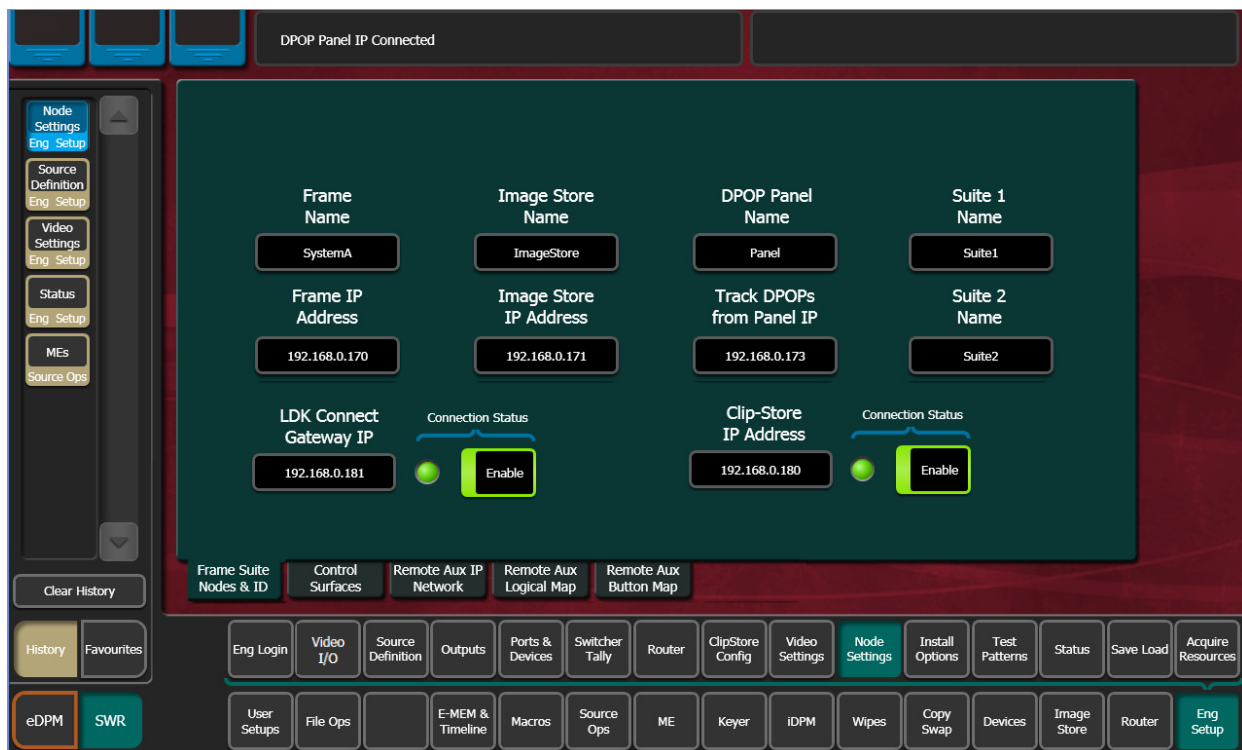 DPOP Panel IP Connected
Node
Settings
Eng Setup
Source
Definition
Eng Setup
Video
Settings
Eng Setup
Status
Eng Setup
MEs
Source Ops
Clear History
History
Favourites
eDPM
SWR
Frame
Name
Image Store
Name
DPOP Panel
Name
Suite 1
Name
SystemA
ImageStore
Panel
Suite1
Frame IP
Address
Image Store
IP Address
Track DPOPs
from Panel IP
Suite 2
Name
192.168.0.170
192.168.0.171
192.168.0.173
Suite2
LDK Connect
Gateway IP
Connection Status
Clip-Store
IP Address
Connection Status
192.168.0.181
Enable
192.168.0.180
Enable
Frame Suite
Nodes & ID
Control
Surfaces
Remote Aux IP
Network
Remote Aux
Logical Map
Remote Aux
Button Map
Eng Login
Video
I/O
Source
Definition
Outputs
Ports &
Devices
Switcher
Tally
Router
ClipStore
Config
Video
Settings
Node
Settings
Install
Options
Test
Patterns
Status
Save Load
Acquire
Resources
User
Setups
File Ops
E-MEM &
Timeline
Macros
Source
Ops
ME
Keyer
iDPM
Wipes
Copy
Swap
Devices
Image
Store
Router
Eng
Setup